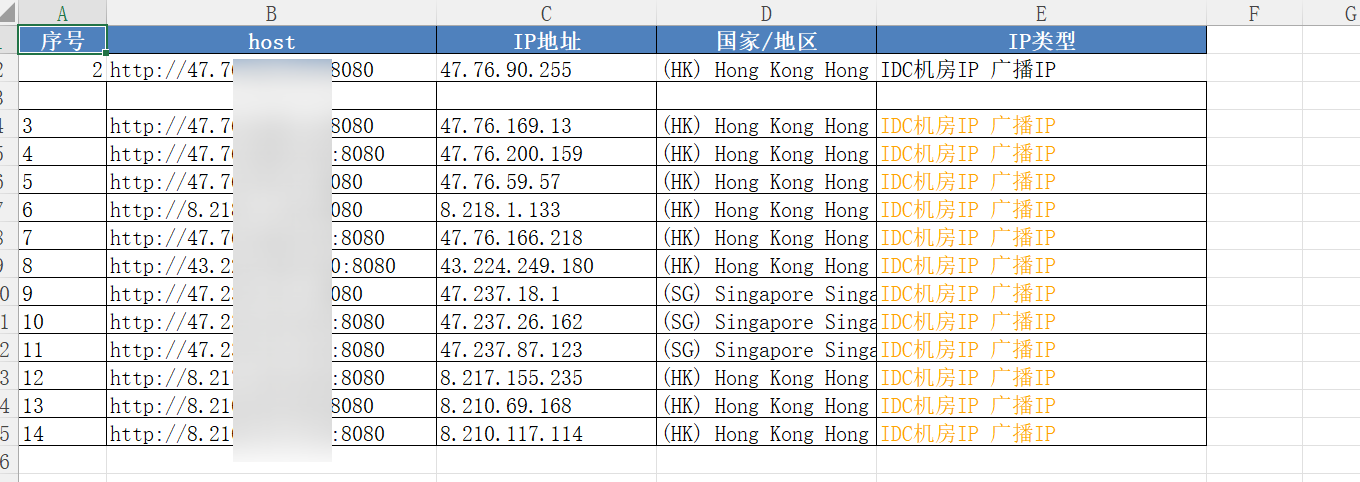 A B C D E F G
序号 host IP地址 国家/地区 IP类型
2 http://47.7 8080 47.76.90.255 (HK) Hong Kong Hong IDC机房IP 广播IP
3 http://47.7 8080 47.76.169.13 (HK) Hong Kong Hong IDC机房IP 广播IP
4 http://47.7 :8080 47.76.200.159 (HK) Hong Kong Hong IDC机房IP 广播IP
5 http://47.7 080 47.76.59.57 (HK) Hong Kong Hong IDC机房IP 广播IP
6 http://8.21 080 8.218.1.133 (HK) Hong Kong Hong IDC机房IP 广播IP
7 http://47.7 :8080 47.76.166.218 (HK) Hong Kong Hong IDC机房IP 广播IP
8 http://43.2 0:8080 43.224.249.180 (HK) Hong Kong Hong IDC机房IP 广播IP
9 http://47.2 080 47.237.18.1 (SG) Singapore Singa IDC机房IP 广播IP
10 http://47.2 :8080 47.237.26.162 (SG) Singapore Singa IDC机房IP 广播IP
11 http://47.2 :8080 47.237.87.123 (SG) Singapore Singa IDC机房IP 广播IP
12 http://8.21 :8080 8.217.155.235 (HK) Hong Kong Hong IDC机房IP 广播IP
13 http://8.21 8080 8.210.69.168 (HK) Hong Kong Hong IDC机房IP 广播IP
14 http://8.21 :8080 8.210.117.114 (HK) Hong Kong Hong IDC机房IP 广播IP